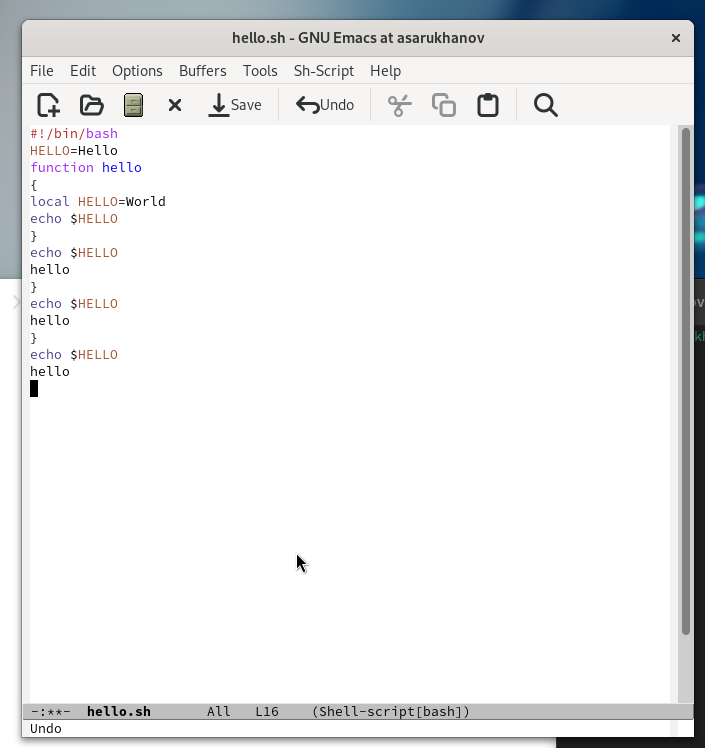 hello.sh - GNU Emacs at asarukhanov
File Edit Options Buffers Tools Sh-Script Help
Save Undo
#!/bin/bash
HELLO=Hello
function hello
{
local HELLO=World
echo $HELLO
}
echo $HELLO
hello
}
echo $HELLO
hello
}
echo $HELLO
hello
-:**- hello.sh All L16 (Shell-script[bash])
Undo